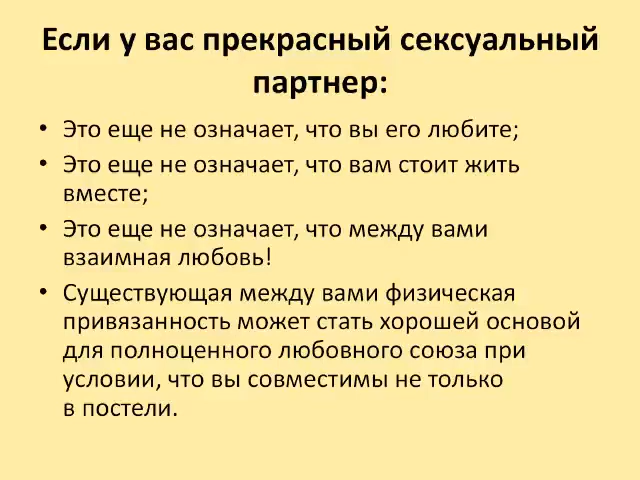 Если у вас прекрасный сексуальный
партнер:
• Это еще не означает, что вы его любите;
• Это еще не означает, что вам стоит жить
вместе;
• Это еще не означает, что между вами
взаимная любовь!
• Существующая между вами физическая
привязанность может стать хорошей основой
для полноценного любовного союза при
условии, что вы совместимы не только
в постели.